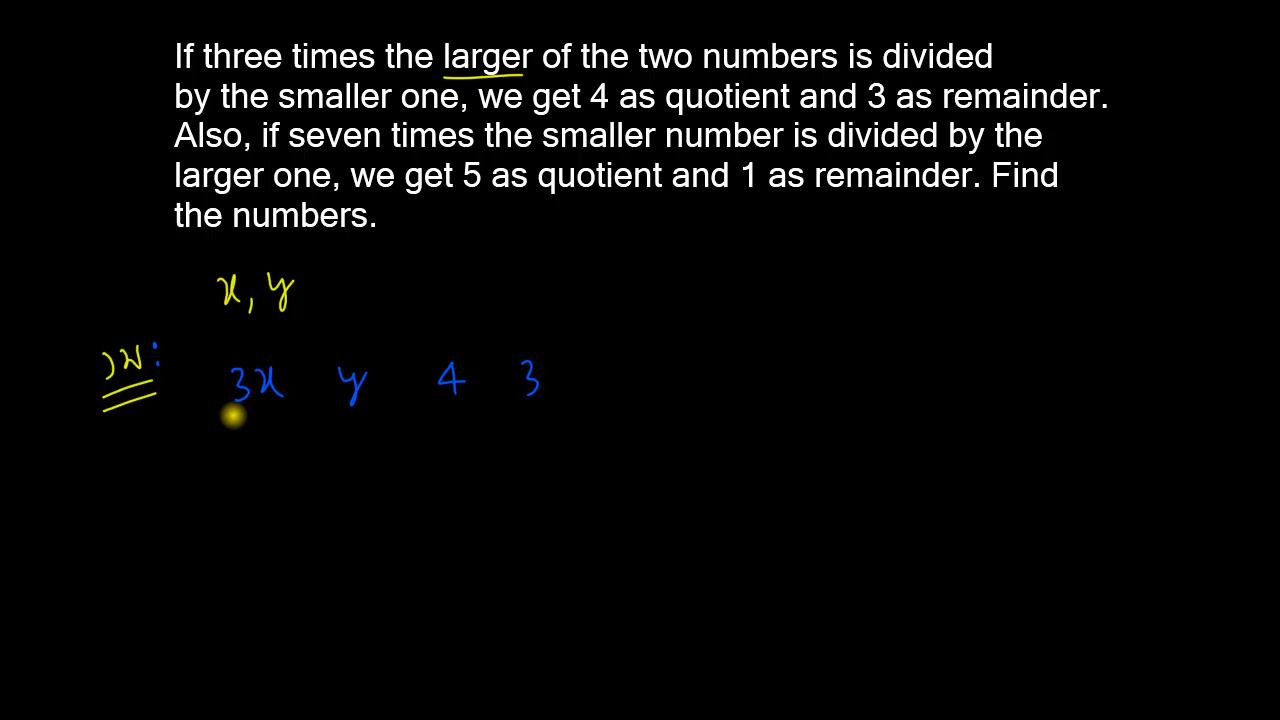 If three times the larger of the two numbers is divided
by the smaller one, we get 4 as quotient and 3 as remainder.
Also, if seven times the smaller number is divided by the
larger one, we get 5 as quotient and 1 as remainder. Find
the numbers.
x, y
3x y 4 3